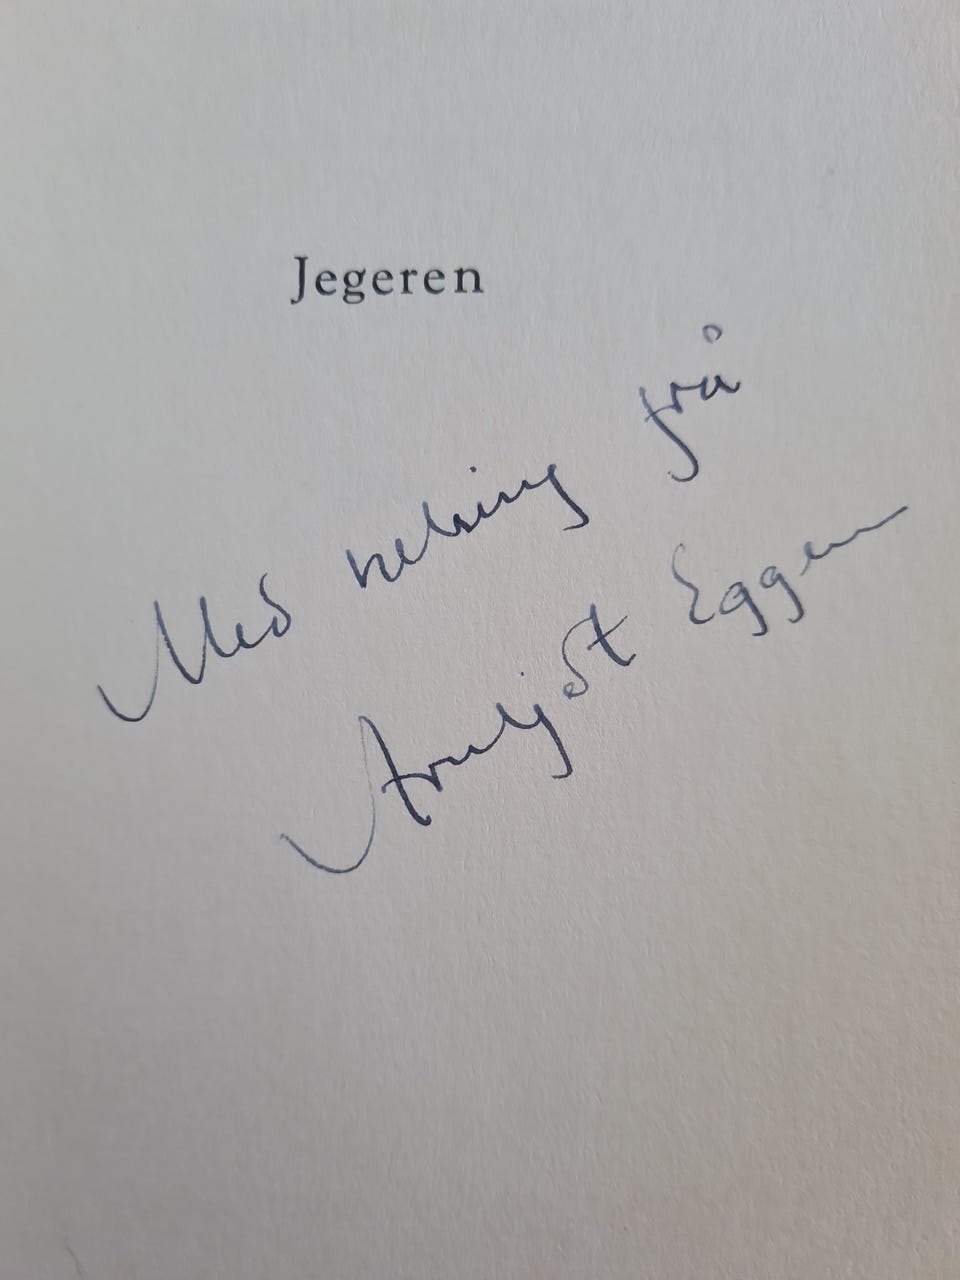 Jegeren
Med helsing frå
Arnljot Eggen